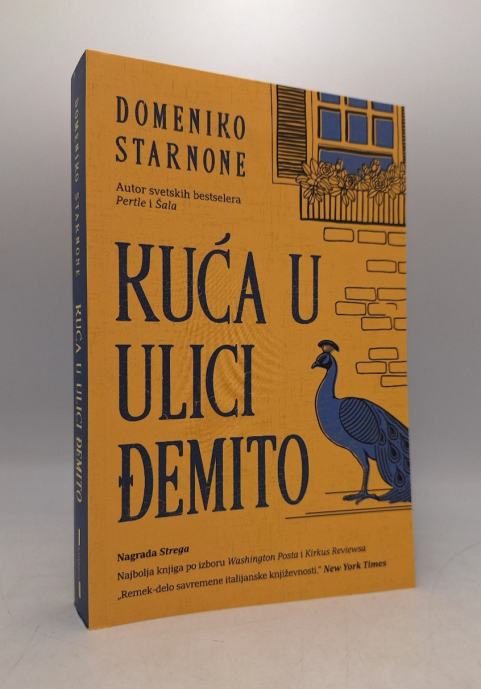 DOMENIKO
STARNONE
Autor svetskih bestselera
Pertle i Šala
KUĆA U
ULICI
ĐEMITO
Nagrada Strega
Najbolja knjiga po izboru Washington Posta i Kirkus Reviewsa
„Remek-delo savremene italijanske književnosti.” New York Times
DOMENIKO STARNONE KUĆA U ULICI ĐEMITO